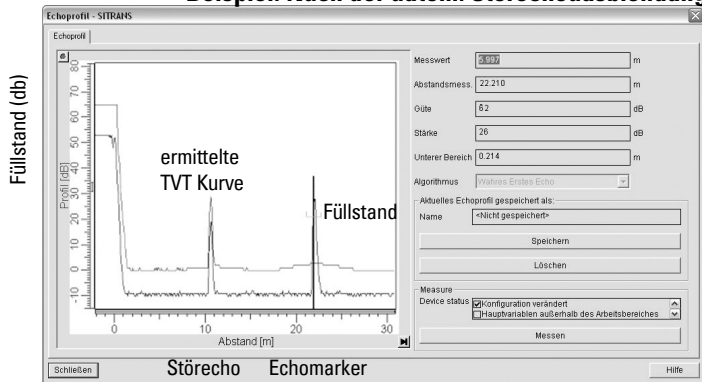 Beispiel: Nach der autom. Störechoausblendung
Echoprofil - SITRANS
Echoprofil
Füllstand (db)
Profil [dB]
80
70
60
50
40
30
20
10
0
-10
ermittelte
TVT Kurve
Füllstand
0
10
20
30
Abstand [m]
Störecho
Echomarker
Messwert 5.997 m
Abstandsmess. 22.210 m
Güte 62 dB
Stärke 26 dB
Unterer Bereich 0.214 m
Algorithmus Wahres Erstes Echo
Aktuelles Echoprofil gespeichert als:
Name <Nicht gespeichert>
Speichern
Löschen
Measure
Device status Konfiguration verändert
Hauptvariablen außerhalb des Arbeitsbereiches
Messen
Schließen
Hilfe